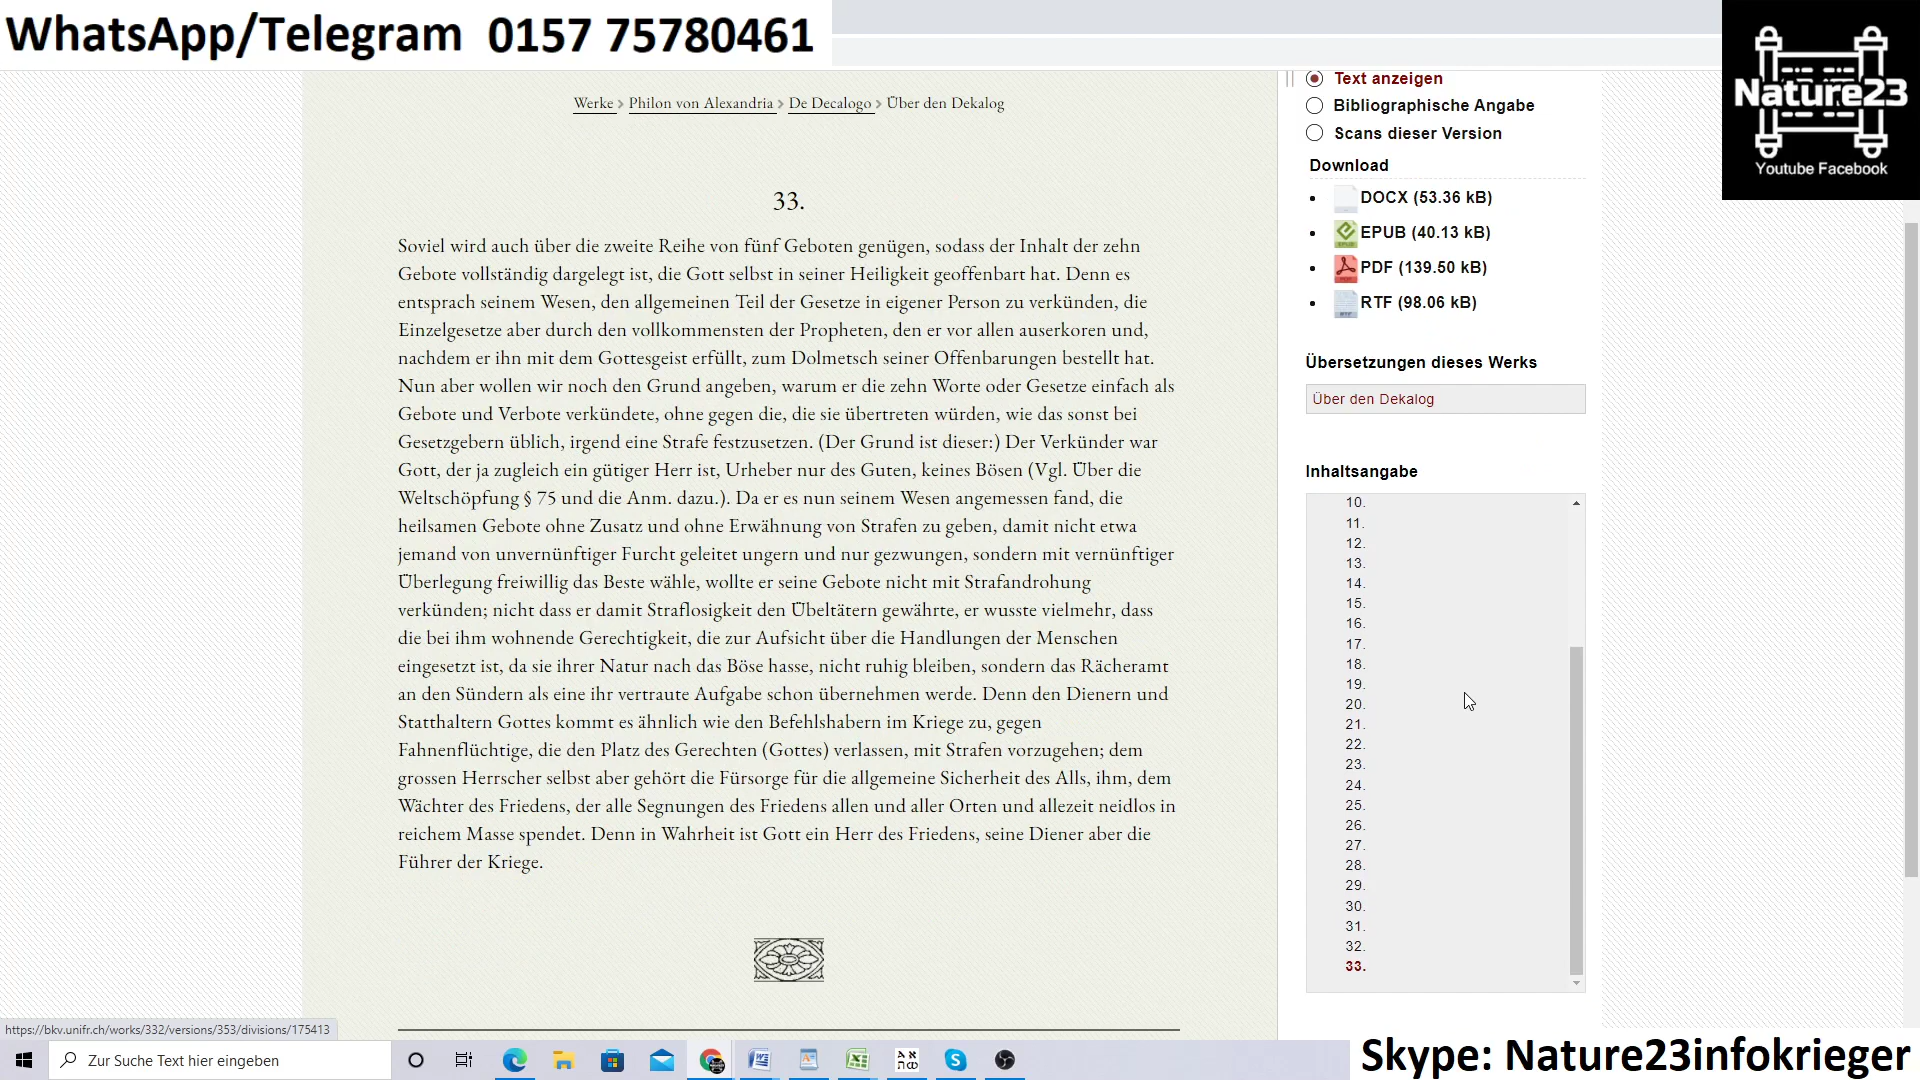 WhatsApp/Telegram 0157 75780461
Nature23
Youtube Facebook
Werke > Philon von Alexandria > De Decalogo > Über den Dekalog
33.
Soviel wird auch über die zweite Reihe von fünf Geboten genügen, sodass der Inhalt der zehn
Gebote vollständig dargelegt ist, die Gott selbst in seiner Heiligkeit geoffenbart hat. Denn es
entsprach seinem Wesen, den allgemeinen Teil der Gesetze in eigener Person zu verkünden, die
Einzelgesetze aber durch den vollkommensten der Propheten, den er vor allen auserkoren und,
nachdem er ihn mit dem Gottesgeist erfüllt, zum Dolmetsch seiner Offenbarungen bestellt hat.
Nun aber wollen wir noch den Grund angeben, warum er die zehn Worte oder Gesetze einfach als
Gebote und Verbote verkündete, ohne gegen die, die sie übertreten würden, wie das sonst bei
Gesetzgebern üblich, irgend eine Strafe festzusetzen. (Der Grund ist dieser:) Der Verkünder war
Gott, der ja zugleich ein gütiger Herr ist, Urheber nur des Guten, keines Bösen (Vgl. Über die
Weltschöpfung § 75 und die Anm. dazu.). Da er es nun seinem Wesen angemessen fand, die
heilsamen Gebote ohne Zusatz und ohne Erwähnung von Strafen zu geben, damit nicht etwa
jemand von unvernünftiger Furcht geleitet ungern und nur gezwungen, sondern mit vernünftiger
Überlegung freiwillig das Beste wähle, wollte er seine Gebote nicht mit Strafandrohung
verkünden; nicht dass er damit Straflosigkeit den Übeltätern gewährte, er wusste vielmehr, dass
die bei ihm wohnende Gerechtigkeit, die zur Aufsicht über die Handlungen der Menschen
eingesetzt ist, da sie ihrer Natur nach das Böse hasse, nicht ruhig bleiben, sondern das Rächeramt
an den Sündern als eine ihr vertraute Aufgabe schon übernehmen werde. Denn den Dienern und
Statthaltern Gottes kommt es ähnlich wie den Befehlshabern im Kriege zu, gegen
Fahnenflüchtige, die den Platz des Gerechten (Gottes) verlassen, mit Strafen vorzugehen; dem
grossen Herrscher selbst aber gehört die Fürsorge für die allgemeine Sicherheit des Alls, ihm, dem
Wächter des Friedens, der alle Segnungen des Friedens allen und aller Orten und allezeit neidlos in
reichem Masse spendet. Denn in Wahrheit ist Gott ein Herr des Friedens, seine Diener aber die
Führer der Kriege.
Text anzeigen
Bibliographische Angabe
Scans dieser Version
Download
DOCX (53.36 kB)
EPUB (40.13 kB)
PDF (139.50 kB)
RTF (98.06 kB)
Übersetzungen dieses Werks
Über den Dekalog
Inhaltsangabe
10.
11.
12.
13.
14.
15.
16.
17.
18.
19.
20.
21.
22.
23.
24.
25.
26.
27.
28.
29.
30.
31.
32.
33.
https://bkv.unifr.ch/works/332/versions/353/divisions/175413
Zur Suche Text hier eingeben
Skype: Nature23infokrieger